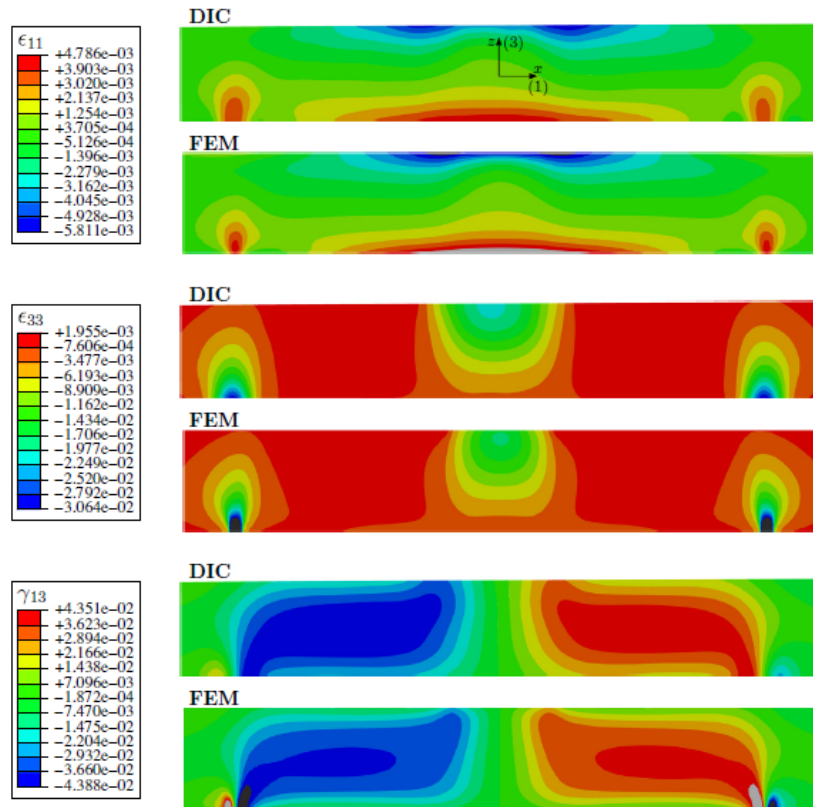 DIC
ϵ11
+4.786e−03
+3.903e−03
+3.020e−03
+2.137e−03
+1.254e−03
+3.705e−04
−5.126e−04
−1.396e−03
−2.279e−03
−3.162e−03
−4.045e−03
−4.928e−03
−5.811e−03
z (3)
x
(1)
FEM
DIC
ϵ33
+1.955e−03
−7.606e−04
−3.477e−03
−6.193e−03
−8.909e−03
−1.162e−02
−1.434e−02
−1.706e−02
−1.977e−02
−2.249e−02
−2.520e−02
−2.792e−02
−3.064e−02
FEM
DIC
γ13
+4.351e−02
+3.623e−02
+2.894e−02
+2.166e−02
+1.438e−02
+7.096e−03
−1.872e−04
−7.470e−03
−1.475e−02
−2.204e−02
−2.932e−02
−3.660e−02
−4.388e−02
FEM